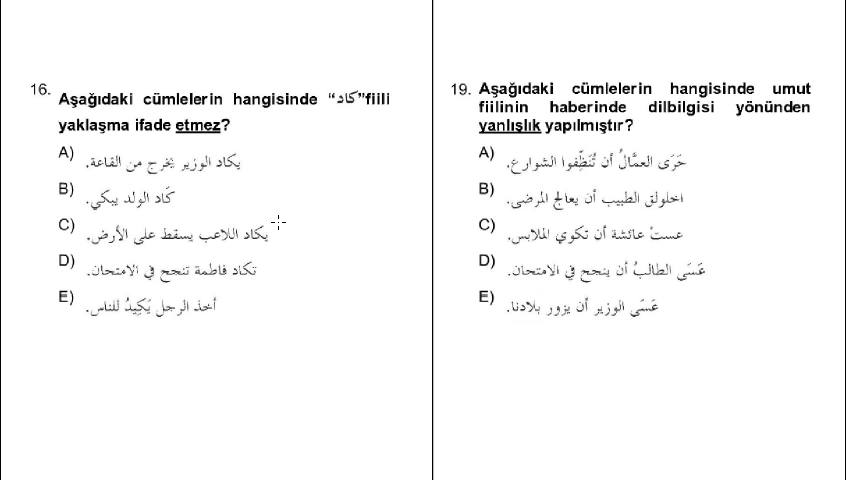 16. Aşağıdaki cümlelerin hangisinde “كاد” fiili
yaklaşma ifade etmez?
A) يكاد الوزير يخرج من القاعة.
B) كَاد الولد يبكي.
C) يكاد اللاعب يسقط على الأرض.
D) تكاد فاطمة تنجح في الامتحان.
E) أخذ الرجل يَكِيدُ للناس.
19. Aşağıdaki cümlelerin hangisinde umut
fiilinin haberinde dilbilgisi yönünden
yanlışlık yapılmıştır?
A) حَرَى العمَّالُ أن تُنَظِّفوا الشوارع.
B) اخلولق الطبيب أن يعالج المرضى.
C) عستْ عائشة أن تكوي الملابس.
D) عَسَى الطالبُ أن ينجح في الامتحان.
E) عَسَى الوزير أن يزور بلادنا.